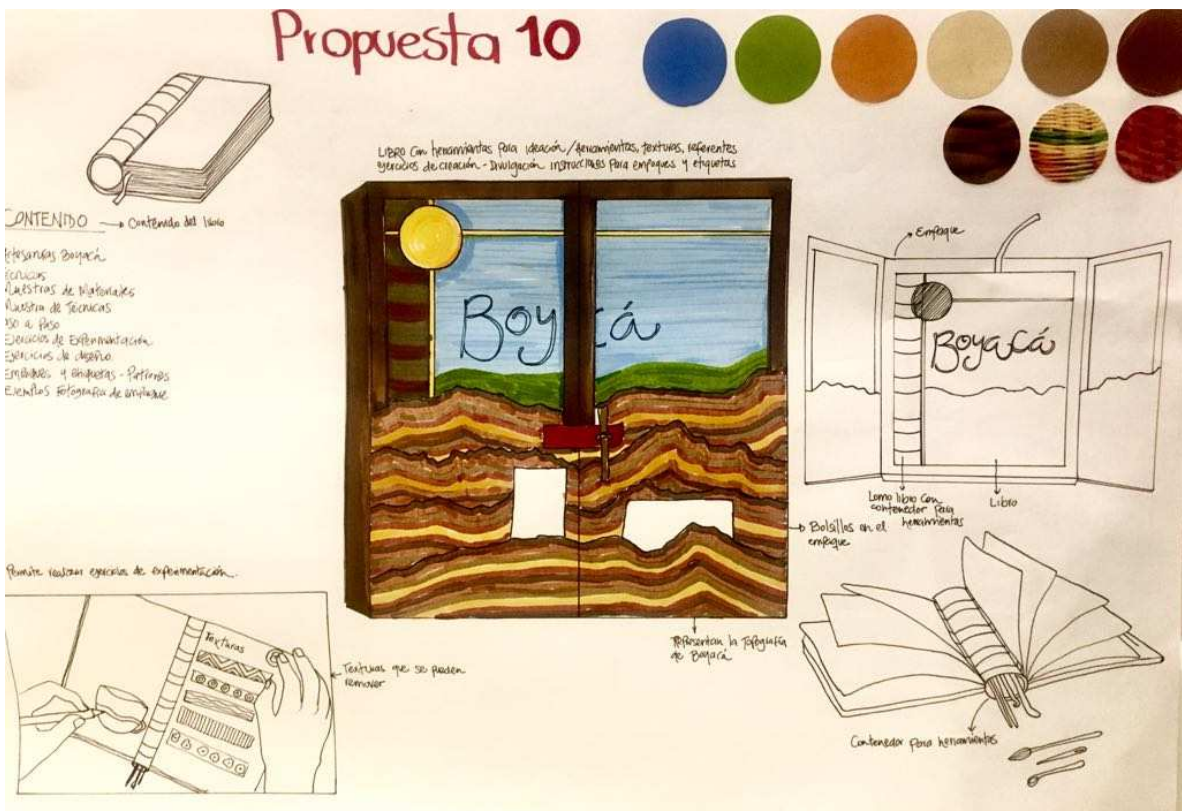 Propuesta 10
LIBRO con herramientas para ideación / herramientas, texturas, referentes
ejercicios de creación - Divulgación instrucciones para empaques y etiquetas
CONTENIDO → Contenido del libro
Artesanías Boyacá
Técnicas
Muestras de Materiales
Muestra de Técnicas
Paso a Paso
Ejercicios de Experimentación
Ejercicios de diseño
Empaques y etiquetas - Patrones
Ejemplos fotografía de empaque
Boyacá
Empaque
Boyacá
Lomo libro con
contenedor para
herramientas
Libro
Bolsillos en el
empaque
Representan la Topografía
de Boyacá
Permite realizar ejercicios de experimentación.
Texturas
Texturas que se pueden
remover
Contenedor para herramientas